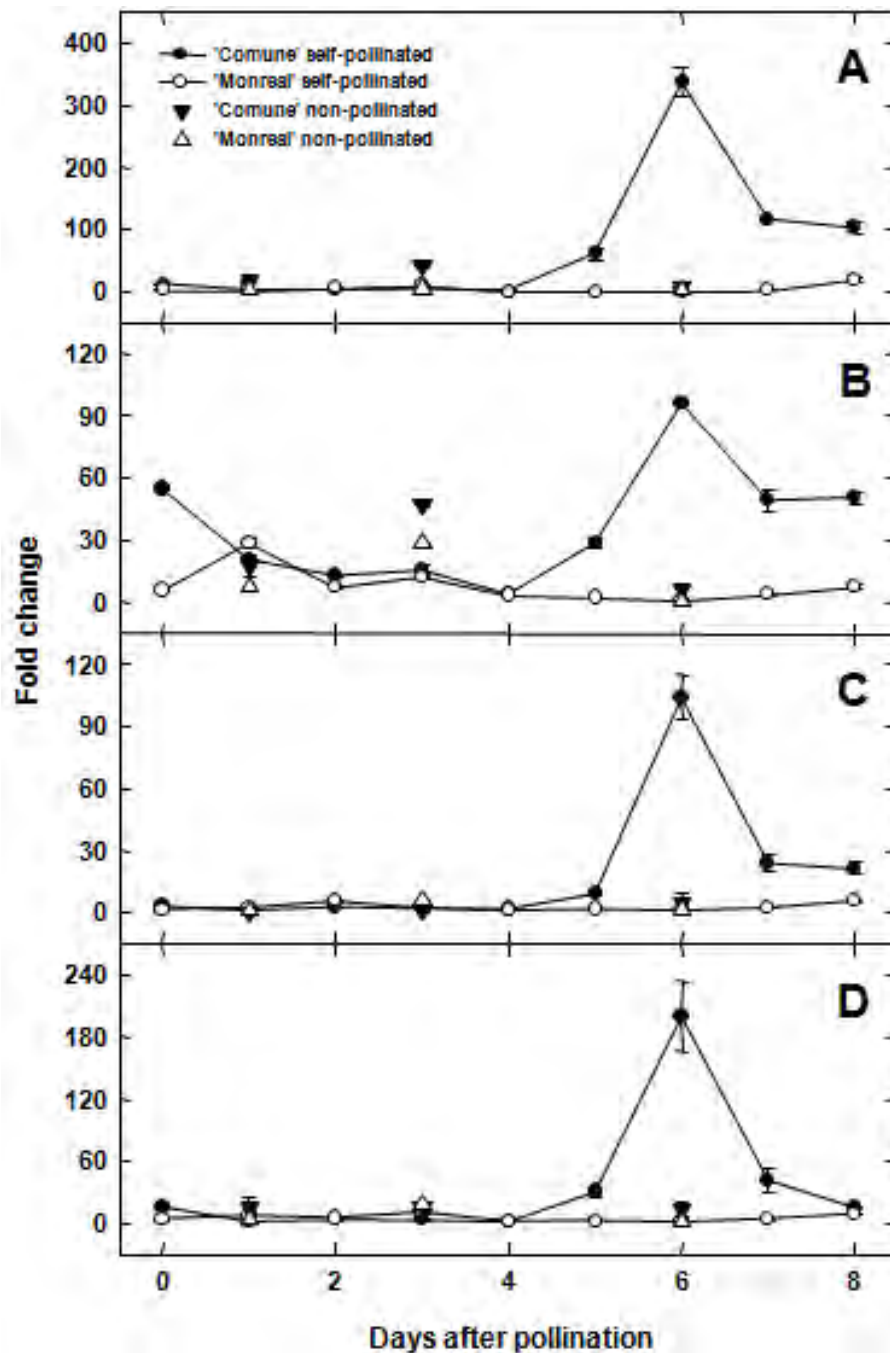 'Comune' self-pollinated
'Monreal' self-pollinated
'Comune' non-pollinated
'Monreal' non-pollinated
A
400
300
200
100
0
B
120
90
60
30
0
C
120
90
60
30
0
D
240
180
120
60
0
Fold change
0 2 4 6 8
Days after pollination